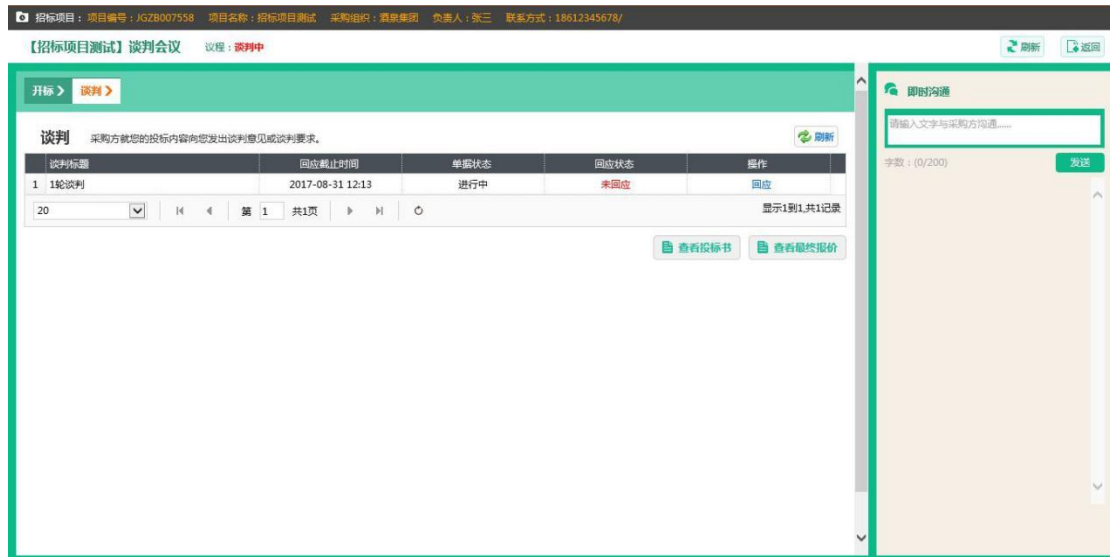 招标项目：项目编号：JGZB007558 项目名称：招标项目测试 采购组织：酒泉集团 负责人：张三 联系方式：18612345678/
【招标项目测试】谈判会议 议程：谈判中 刷新 返回
开标 谈判
即时沟通
请输入文字与采购方沟通......
字数：(0/200) 发送
谈判 采购方就您的投标内容向您发出谈判意见或谈判要求。 刷新
谈判标题 回应截止时间 单据状态 回应状态 操作
1 1轮谈判 2017-08-31 12:13 进行中 未回应 回应
20 第 1 共1页 显示1到1,共1记录
查看投标书 查看最终报价